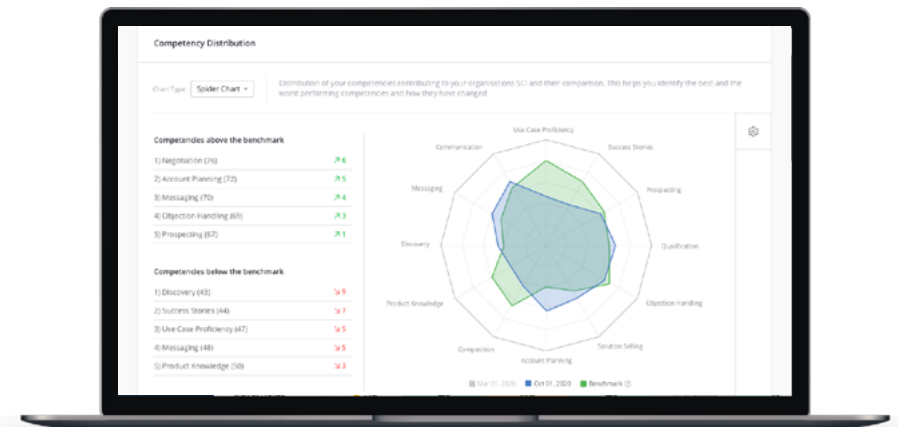 Competency Distribution
Chart Type
Spider Chart
Distribution of your competencies contributing to your organisations SCI and their comparison. This helps you identify the best and the
worst performing competencies and how they have changed
Competencies above the benchmark
1) Negotiation (76) 6
2) Account Planning (72) 5
3) Messaging (70) 4
4) Objection Handling (69) 3
5) Prospecting (67) 1
Competencies below the benchmark
1) Discovery (43) 9
2) Success Stories (44) 7
3) Use Case Proficiency (47) 5
4) Messaging (48) 5
5) Product Knowledge (50) 3
Use Case Proficiency
Communication
Success Stories
Messaging
Prospecting
Discovery
Qualification
Product Knowledge
Objection Handling
Competition
Solution Selling
Account Planning
Mar 01, 2020 Oct 01, 2020 Benchmark ?